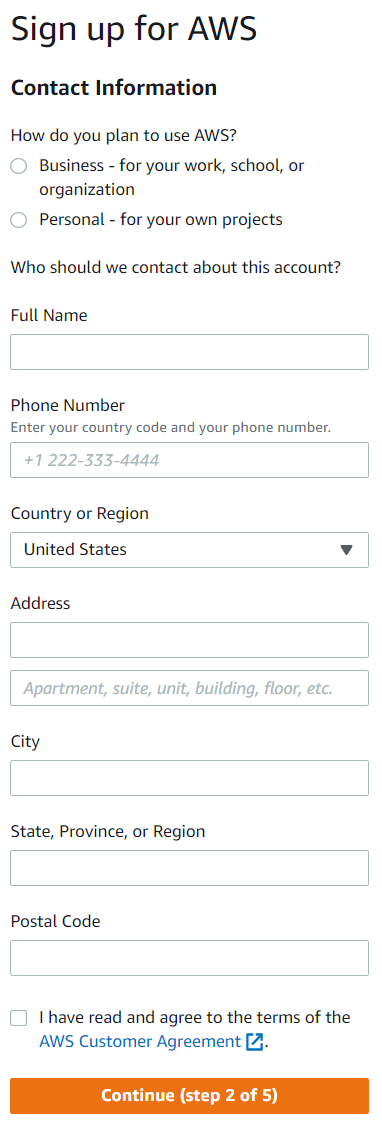 Sign up for AWS
Contact Information
How do you plan to use AWS?
Business - for your work, school, or
organization
Personal - for your own projects
Who should we contact about this account?
Full Name
Phone Number
Enter your country code and your phone number.
+1 222-333-4444
Country or Region
United States
Address
Apartment, suite, unit, building, floor, etc.
City
State, Province, or Region
Postal Code
I have read and agree to the terms of the
AWS Customer Agreement.
Continue (step 2 of 5)